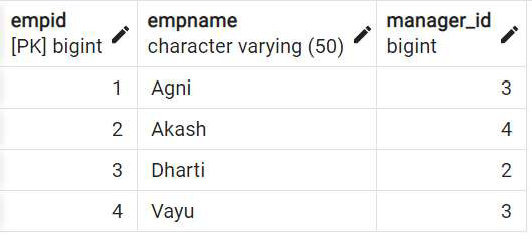 empid empname manager_id
[PK] bigint character varying (50) bigint
1 Agni 3
2 Akash 4
3 Dharti 2
4 Vayu 3